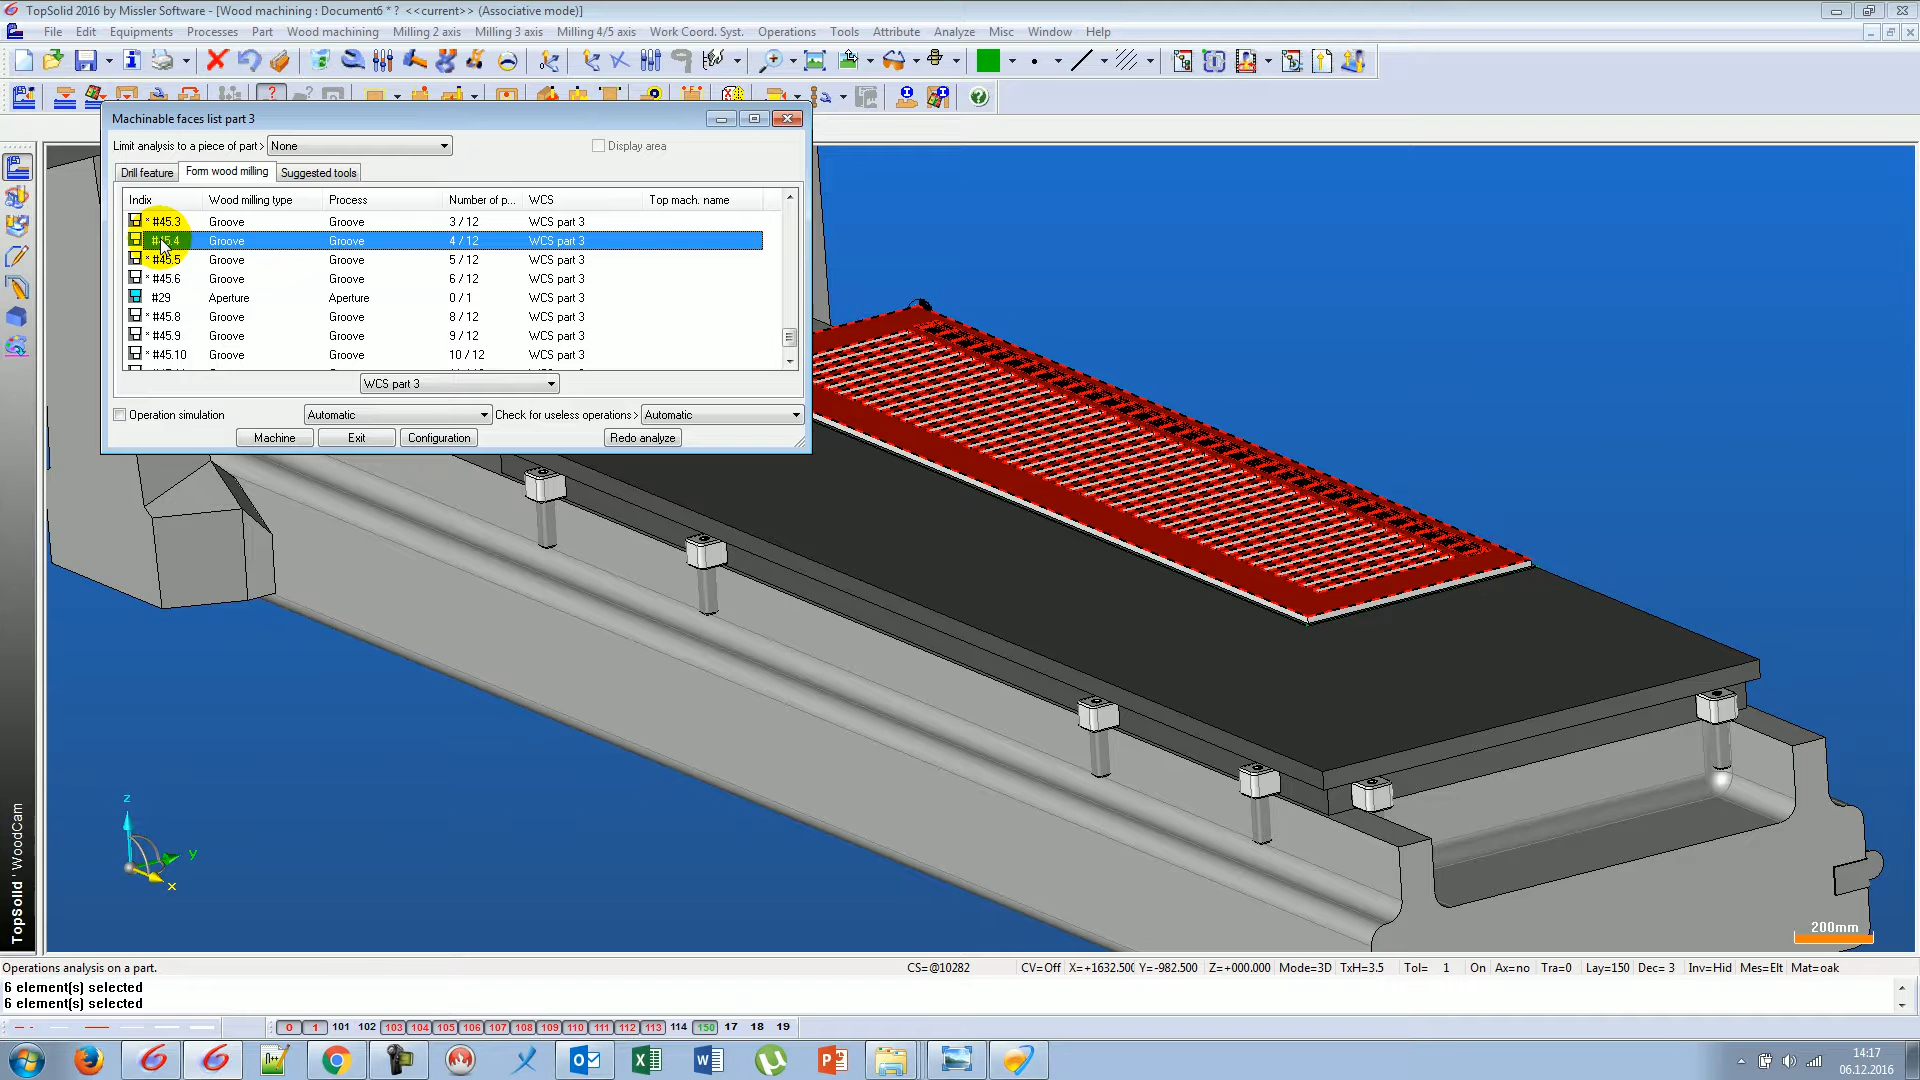 TopSolid 2016 by Missler Software - [Wood machining : Document6 * ? <<current>> (Associative mode)]
File Edit Equipments Processes Part Wood machining Milling 2 axis Milling 3 axis Milling 4/5 axis Work Coord. Syst. Operations Tools Attribute Analyze Misc Window Help
Machinable faces list part 3
Limit analysis to a piece of part > None Display area
Drill feature Form wood milling Suggested tools
Indix Wood milling type Process Number of p... WCS Top mach. name
* #45.3 Groove Groove 3 / 12 WCS part 3
#45.4 Groove Groove 4 / 12 WCS part 3
* #45.5 Groove Groove 5 / 12 WCS part 3
* #45.6 Groove Groove 6 / 12 WCS part 3
#29 Aperture Aperture 0 / 1 WCS part 3
* #45.8 Groove Groove 8 / 12 WCS part 3
* #45.9 Groove Groove 9 / 12 WCS part 3
* #45.10 Groove Groove 10 / 12 WCS part 3
WCS part 3
Operation simulation Automatic Check for useless operations > Automatic
Machine Exit Configuration Redo analyze
z
y
x
TopSolid ' WoodCam
200mm
Operations analysis on a part. CS=@10282 CV=Off X=+1632.500 Y=-982.500 Z=+000.000 Mode=3D TxH=3.5 Tol= 1 On Ax=no Tra=0 Lay=150 Dec= 3 Inv=Hid Mes=Elt Mat=oak
6 element(s) selected
6 element(s) selected
0 1 101 102 103 104 105 106 107 108 109 110 111 112 113 114 150 17 18 19
14:17
06.12.2016